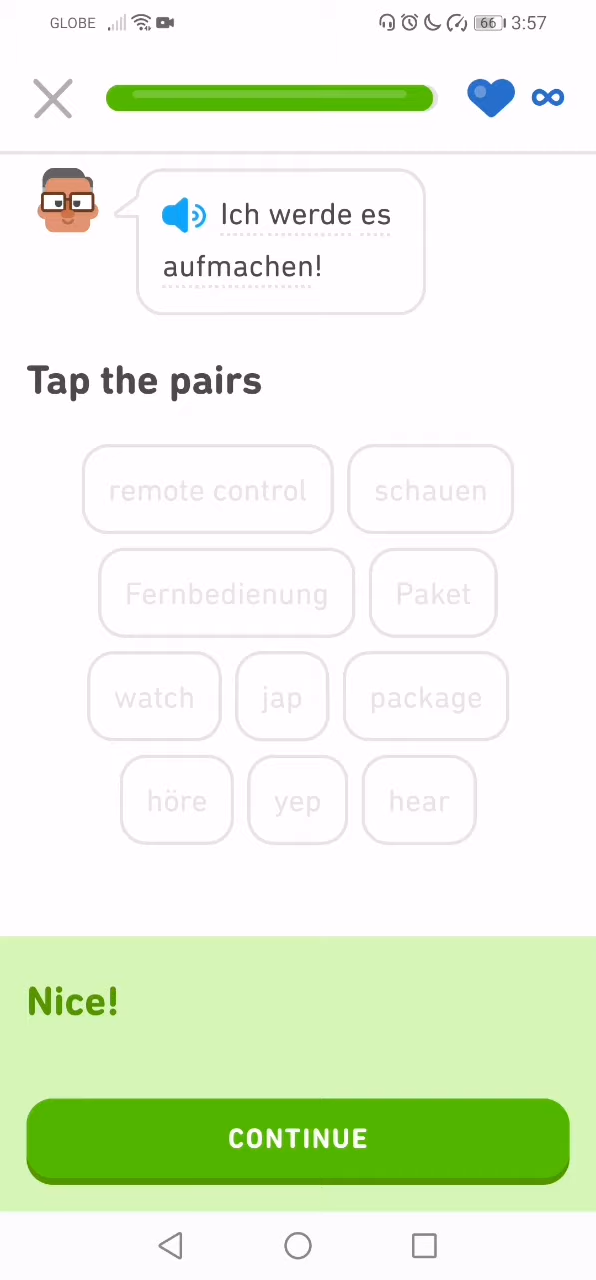 GLOBE 66 3:57
Ich werde es
aufmachen!
Tap the pairs
remote control schauen
Fernbedienung Paket
watch jap package
höre yep hear
Nice!
CONTINUE